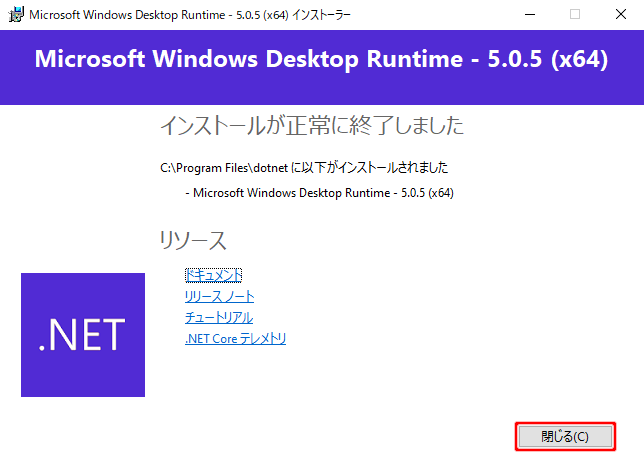 Microsoft Windows Desktop Runtime - 5.0.5 (x64) インストーラー
Microsoft Windows Desktop Runtime - 5.0.5 (x64)
インストールが正常に終了しました
C:\Program Files\dotnet に以下がインストールされました
- Microsoft Windows Desktop Runtime - 5.0.5 (x64)
リソース
ドキュメント
リリース ノート
チュートリアル
.NET Core テレメトリ
.NET
閉じる(C)